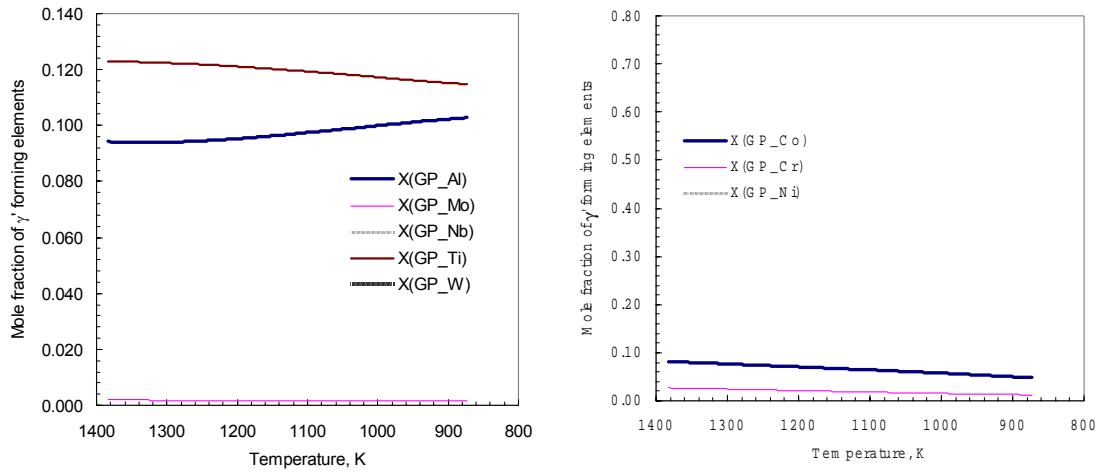 0.140
0.120
0.100
0.080
0.060
0.040
0.020
0.000
Mole fraction of γ' forming elements
X(GP_Al)
X(GP_Mo)
X(GP_Nb)
X(GP_Ti)
X(GP_W)
1400 1300 1200 1100 1000 900 800
Temperature, K
0.80
0.70
0.60
0.50
0.40
0.30
0.20
0.10
0.00
Mole fraction of γ' forming elements
X(GP_Co)
X(GP_Cr)
X(GP_Ni)
1400 1300 1200 1100 1000 900 800
Temperature, K